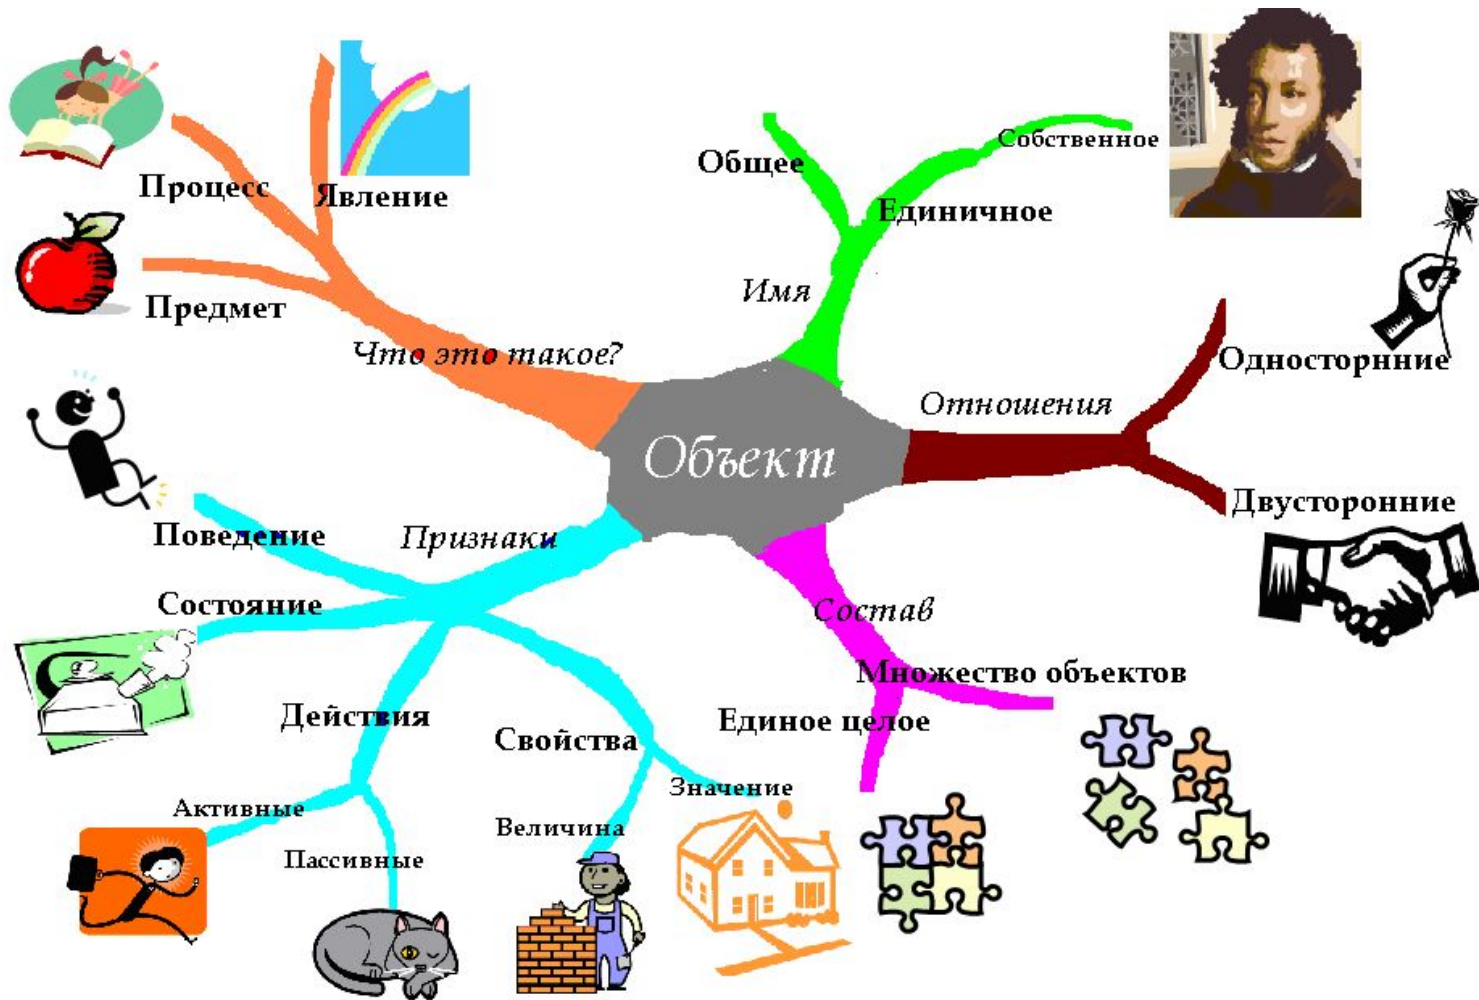 Объект
Что это такое?
Процесс
Явление
Предмет
Имя
Общее
Единичное
Собственное
Отношения
Односторнние
Двусторонние
Состав
Множество объектов
Единое целое
Признаки
Поведение
Состояние
Действия
Активные
Пассивные
Свойства
Величина
Значение